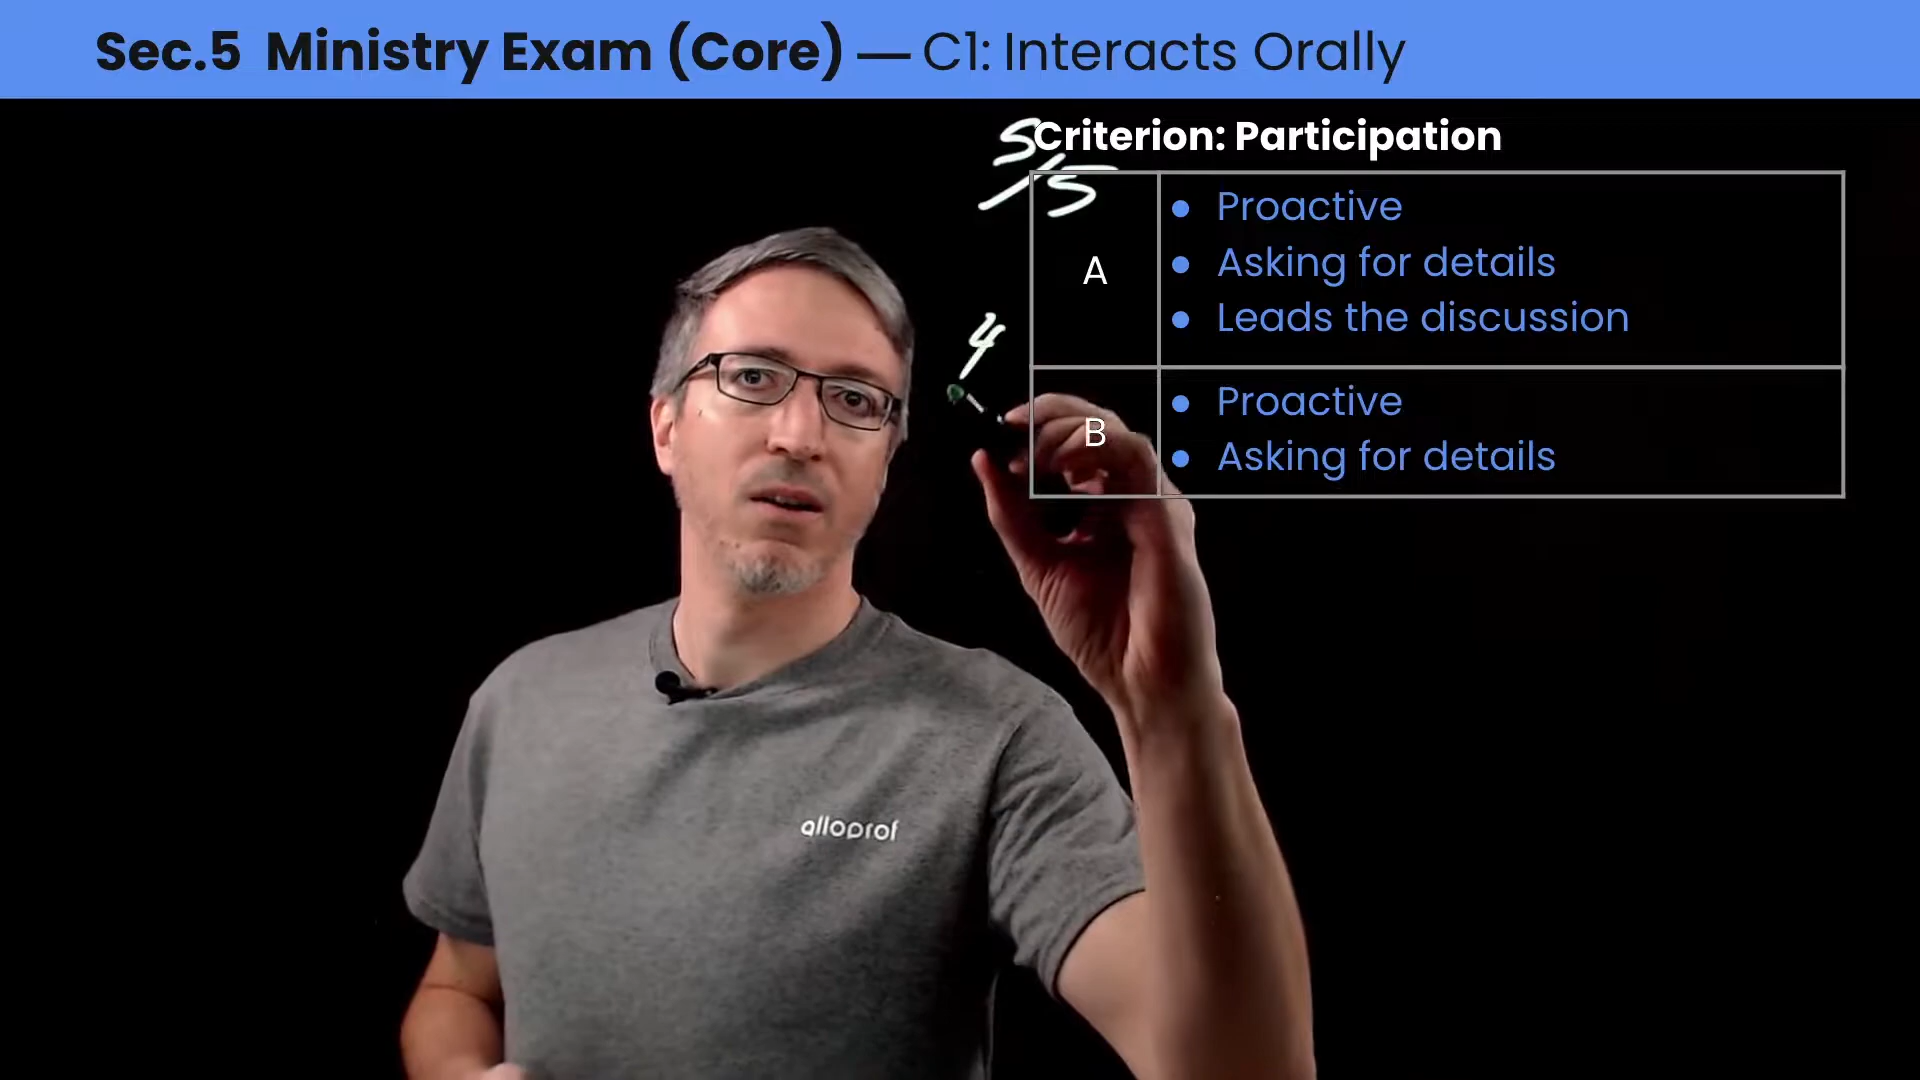 Sec.5 Ministry Exam (Core) — C1: Interacts Orally
Criterion: Participation
5/5
A
● Proactive
● Asking for details
● Leads the discussion
4
B
● Proactive
● Asking for details
alloprof